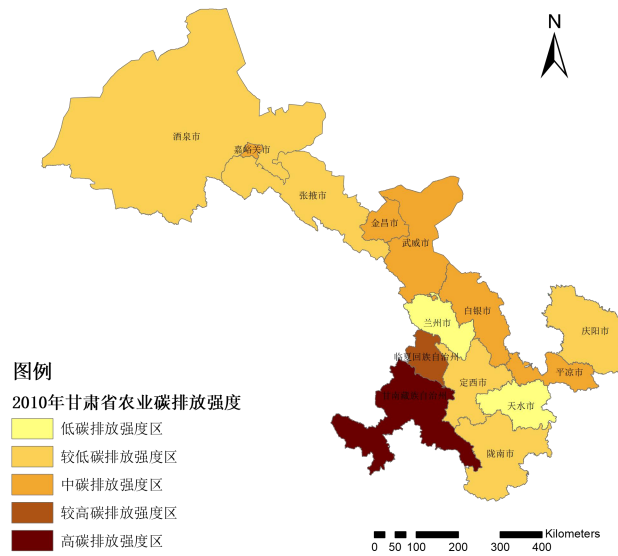 N
酒泉市
嘉峪关市
张掖市
金昌市
武威市
白银市
兰州市
庆阳市
临夏回族自治州
平凉市
定西市
甘南藏族自治州
天水市
陇南市
图例
2010年甘肃省农业碳排放强度
低碳排放强度区
较低碳排放强度区
中碳排放强度区
较高碳排放强度区
高碳排放强度区
Kilometers
0 50 100 200 300 400